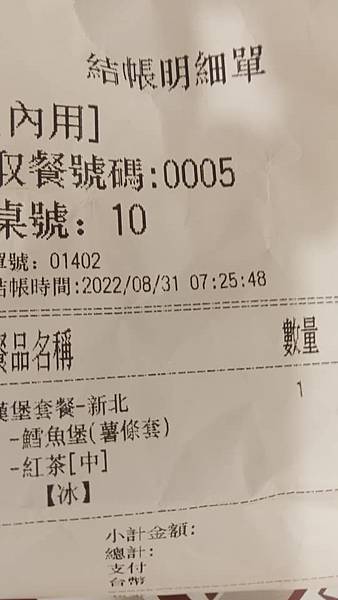 結帳明細單
內用]
取餐號碼:0005
桌號: 10
單號: 01402
結帳時間:2022/08/31 07:25:48
餐品名稱 數量
漢堡套餐-新北 1
-鱈魚堡(薯條套)
-紅茶[中]
【冰】
小計金額:
總計:
支付
台幣